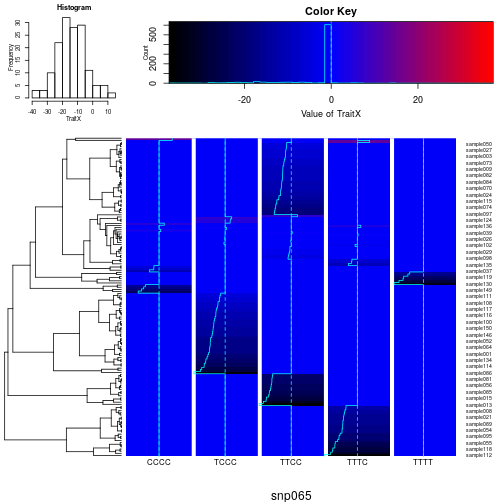 Histogram
Frequency
0 5 10 15 20 25 30
-40 -30 -20 -10 0 10
TraitX
Color Key
Count
0 200 500
-20 0 20
Value of TraitX
sample050
sample027
sample003
sample073
sample009
sample082
sample084
sample070
sample024
sample115
sample074
sample097
sample124
sample136
sample039
sample026
sample102
sample029
sample098
sample135
sample037
sample119
sample130
sample149
sample111
sample108
sample117
sample116
sample100
sample150
sample146
sample052
sample064
sample001
sample134
sample114
sample086
sample081
sample056
sample085
sample015
sample013
sample008
sample021
sample089
sample054
sample095
sample055
sample118
sample112
CCCC TCCC TTCC TTTC TTTT
snp065